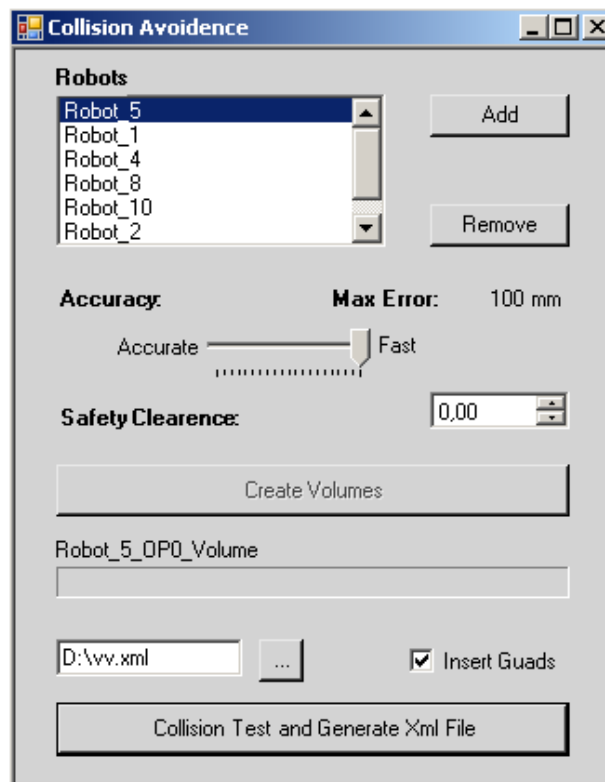 Collision Avoidence
Robots
Robot_5
Robot_1
Robot_4
Robot_8
Robot_10
Robot_2
Add
Remove
Accuracy: Max Error: 100 mm
Accurate Fast
Safety Clearence: 0,00
Create Volumes
Robot_5_OP0_Volume
D:\vv.xml ... Insert Guads
Collision Test and Generate Xml File